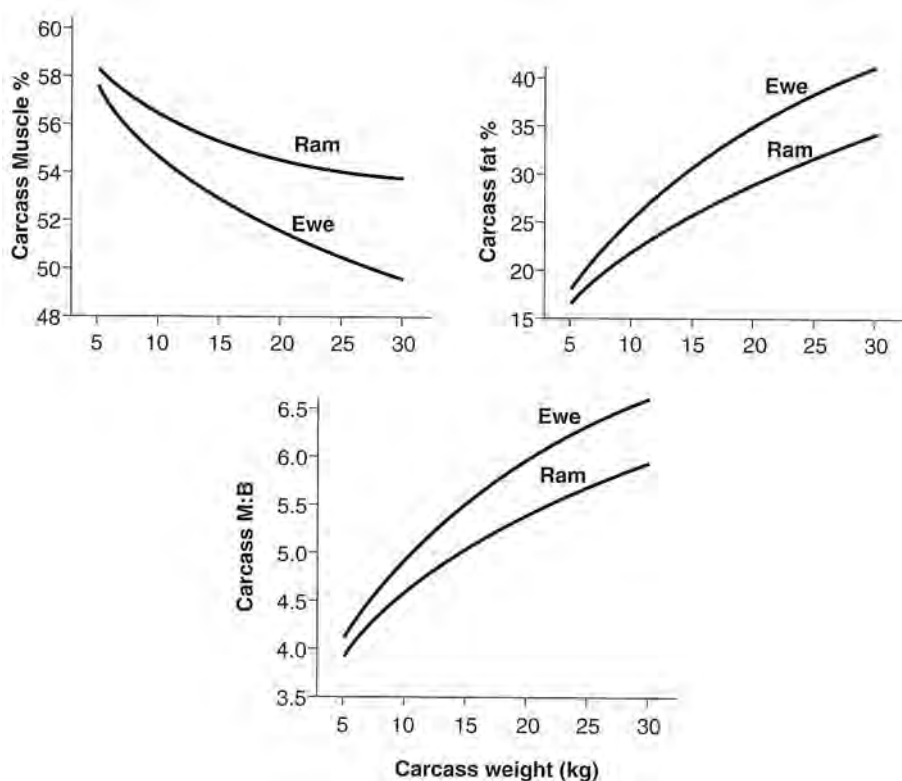 Carcass Muscle %
60
58
56
54
52
50
48
Ram
Ewe
5 10 15 20 25 30
Carcass fat %
40
35
30
25
20
15
Ewe
Ram
5 10 15 20 25 30
Carcass M:B
6.5
6.0
5.5
5.0
4.5
4.0
3.5
Ewe
Ram
5 10 15 20 25 30
Carcass weight (kg)